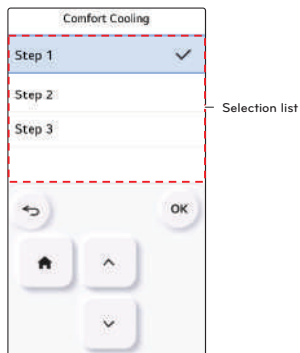 Comfort Cooling
Step 1
Step 2
Selection list
Step 3
OK